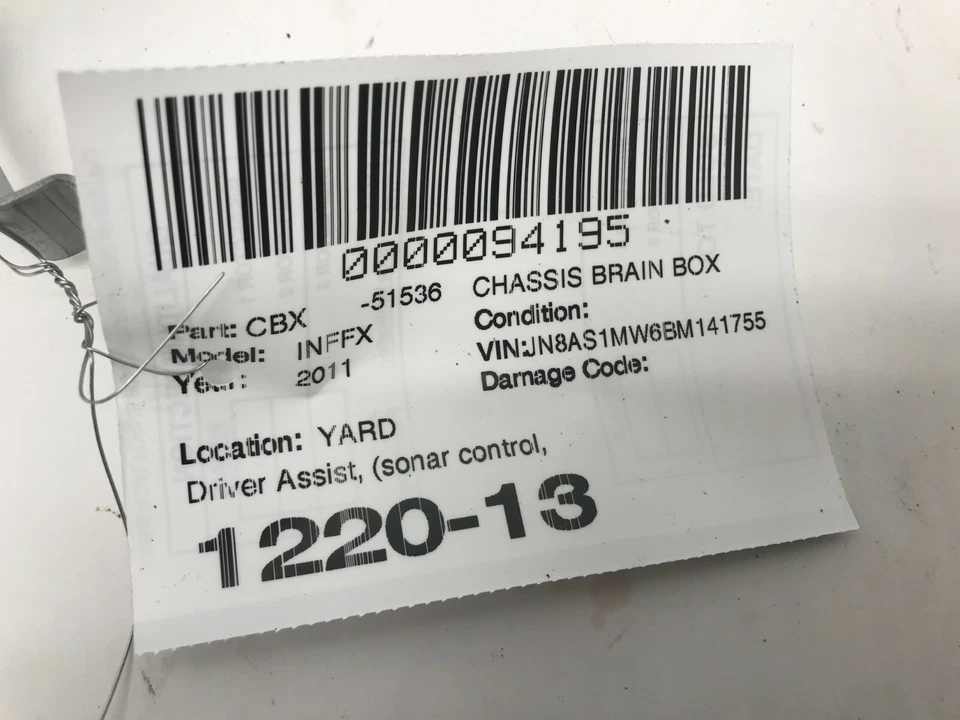 0000094195
Part: CBX -51536 CHASSIS BRAIN BOX
Model: INFFX Condition:
Year: 2011 VIN:JN8AS1MW6BM141755
Damage Code:
Location: YARD
Driver Assist, (sonar control,
1220-13